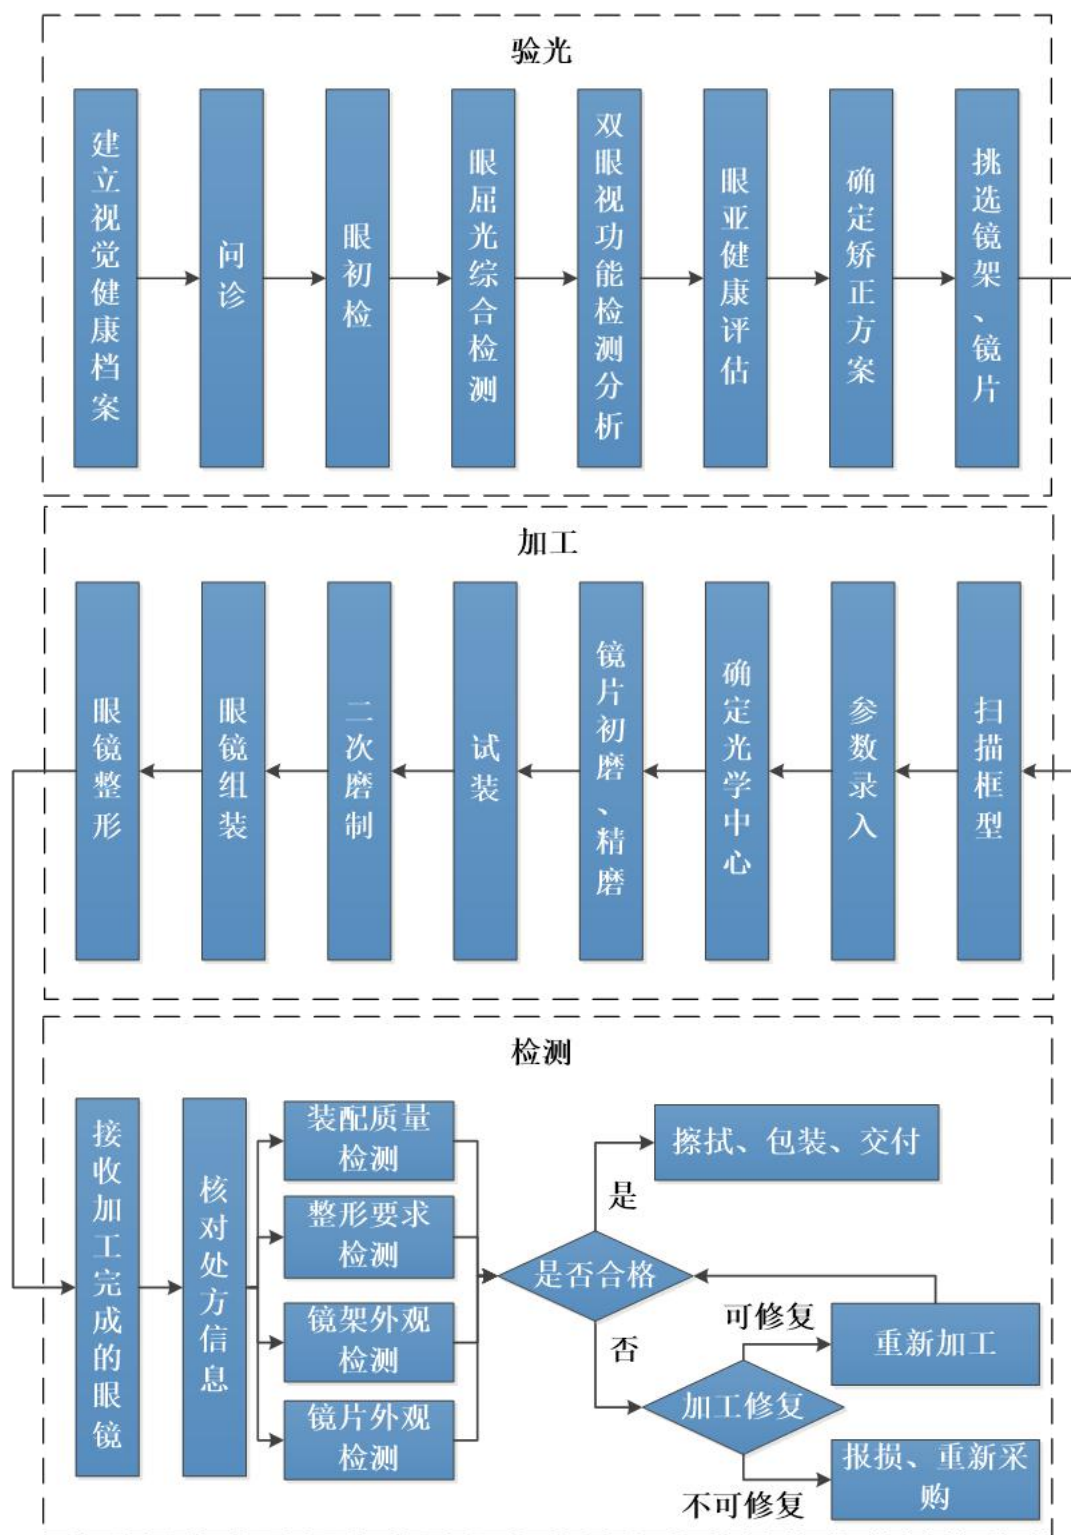 验光
建立视觉健康档案
问诊
眼初检
眼屈光综合检测
双眼视功能检测分析
眼亚健康评估
确定矫正方案
挑选镜架、镜片
加工
扫描框型
参数录入
确定光学中心
镜片初磨、精磨
试装
二次磨制
眼镜组装
眼镜整形
检测
接收加工完成的眼镜
核对处方信息
装配质量
检测
整形要求
检测
镜架外观
检测
镜片外观
检测
是否合格
是
擦拭、包装、交付
否
加工修复
可修复
重新加工
不可修复
报损、重新采
购